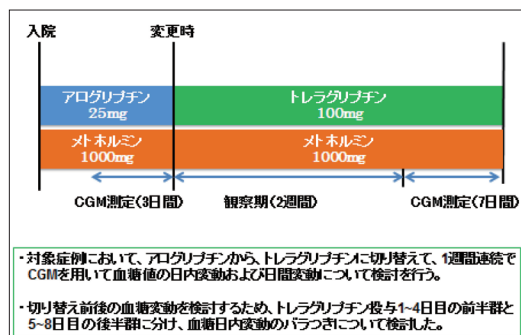 入院
変更時
アログリプチン
25mg
トレラグリプチン
100mg
メトホルミン
1000mg
メトホルミン
1000mg
CGM測定(3日間)
観察期(2週間)
CGM測定(7日間)
・対象症例において、アログリプチンから、トレラグリプチンに切り替えて、1週間連続で
CGMを用いて血糖値の日内変動および日間変動について検討を行う。
・切り替え前後の血糖変動を検討するため、トレラグリプチン投与1~4日目の前半群と
5~8日目の後半群に分け、血糖日内変動のバラつきについて検討した。